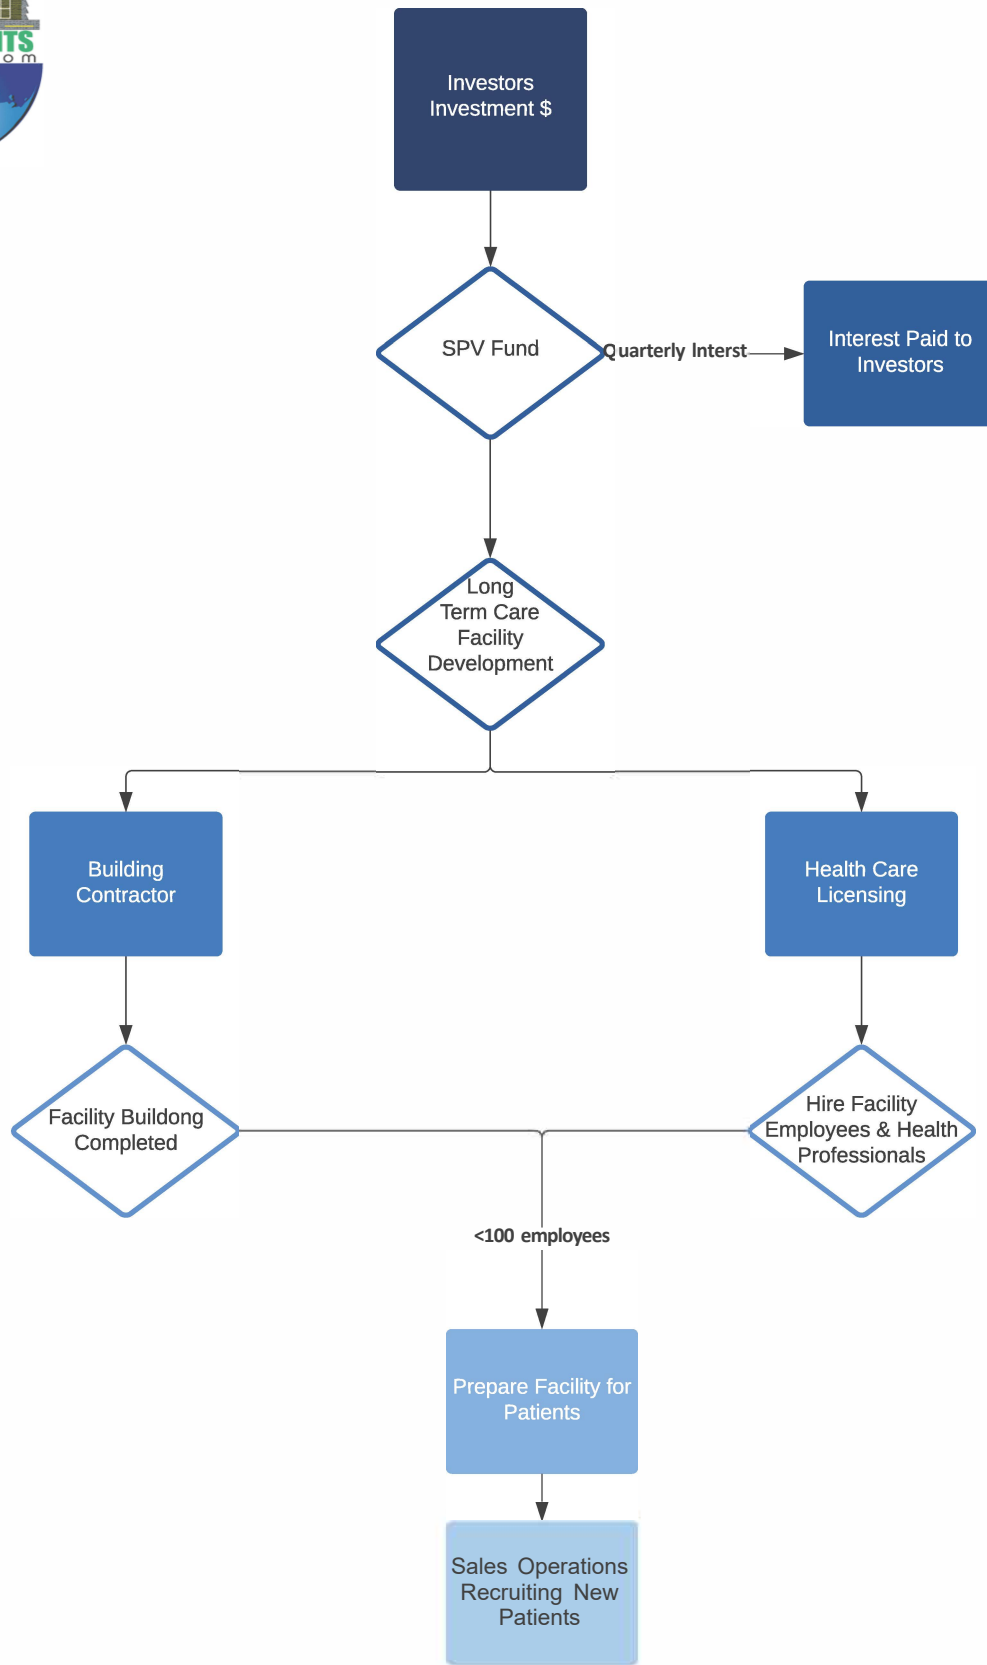 ITS
om
Investors
Investment $
SPV Fund
Quarterly Interst
Interest Paid to
Investors
Long
Term Care
Facility
Development
Building
Contractor
Health Care
Licensing
Facility Buildong
Completed
Hire Facility
Employees & Health
Professionals
<100 employees
Prepare Facility for
Patients
Sales Operations
Recruiting New
Patients